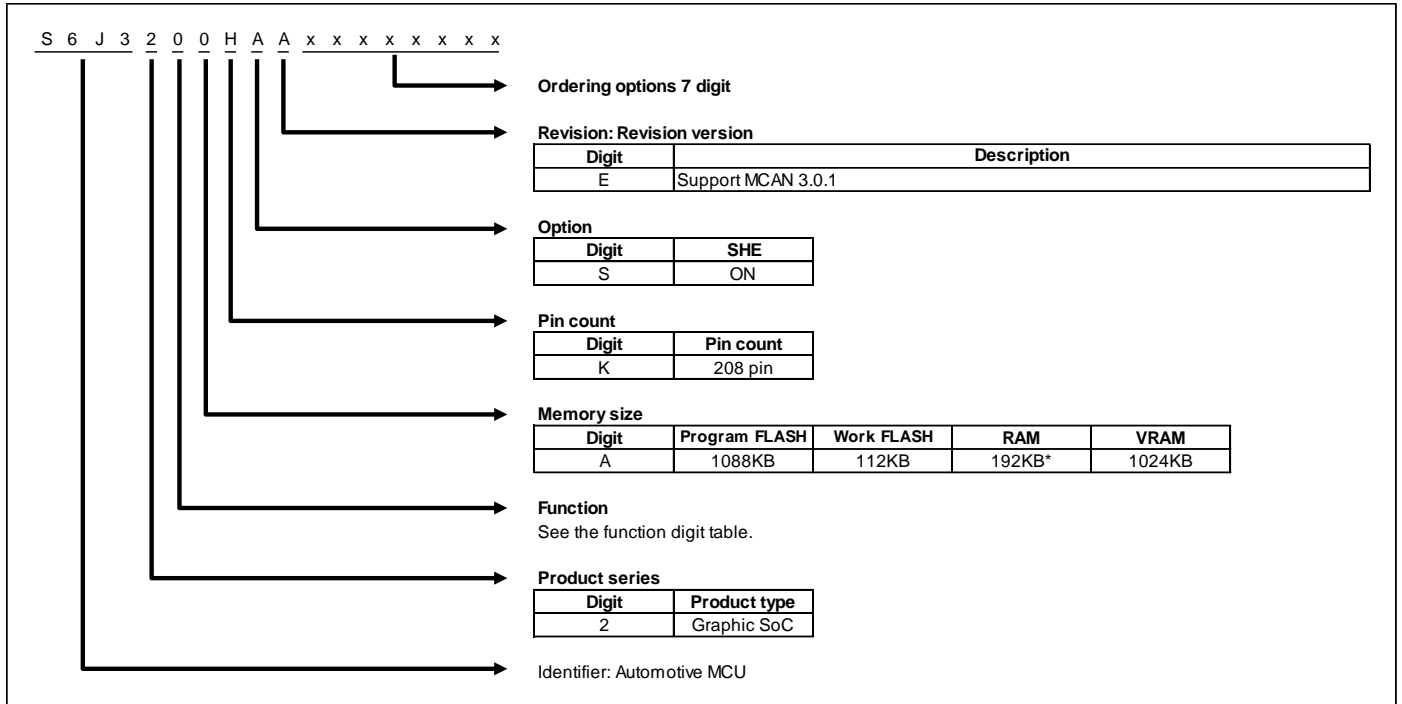 S 6 J 3 2 0 0 H A A x x x x x x x x
Ordering options 7 digit
Revision: Revision version
Digit Description
E Support MCAN 3.0.1
Option
Digit SHE
S ON
Pin count
Digit Pin count
K 208 pin
Memory size
Digit Program FLASH Work FLASH RAM VRAM
A 1088KB 112KB 192KB* 1024KB
Function
See the function digit table.
Product series
Digit Product type
2 Graphic SoC
Identifier: Automotive MCU